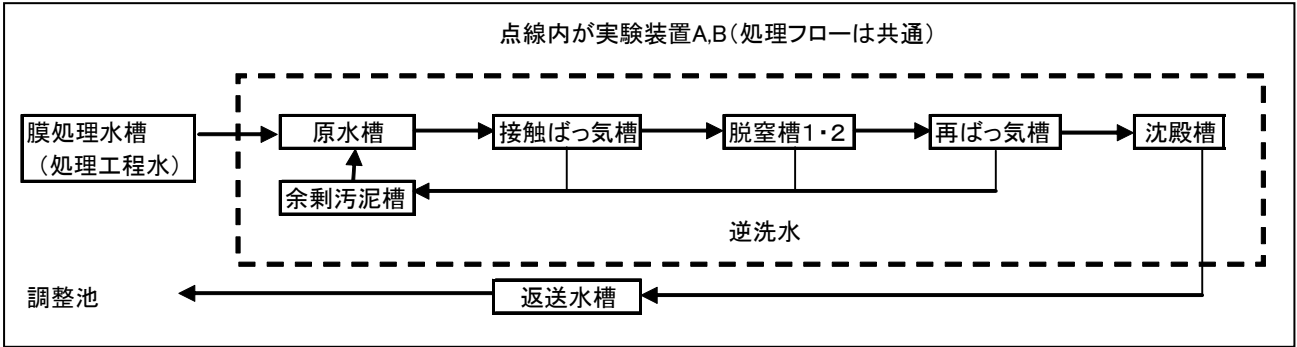 点線内が実験装置A,B(処理フローは共通)
膜処理水槽
(処理工程水)
原水槽
接触ばっ気槽
脱窒槽1・2
再ばっ気槽
沈殿槽
余剰汚泥槽
逆洗水
調整池
返送水槽